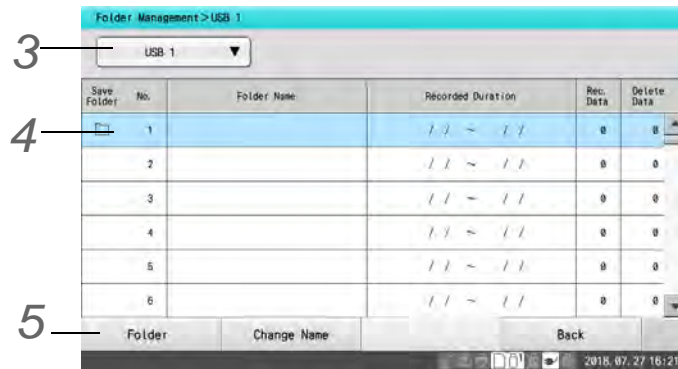 Folder Management>USB 1
3 USB 1 ▼
Save Folder No. Folder Name Recorded Duration Rec. Data Delete Data
4 1 / / ~ / / 0 0
2 / / ~ / / 0 0
3 / / ~ / / 0 0
4 / / ~ / / 0 0
5 / / ~ / / 0 0
6 / / ~ / / 0 0
5 Folder Change Name Back
2018. 07. 27 16:21